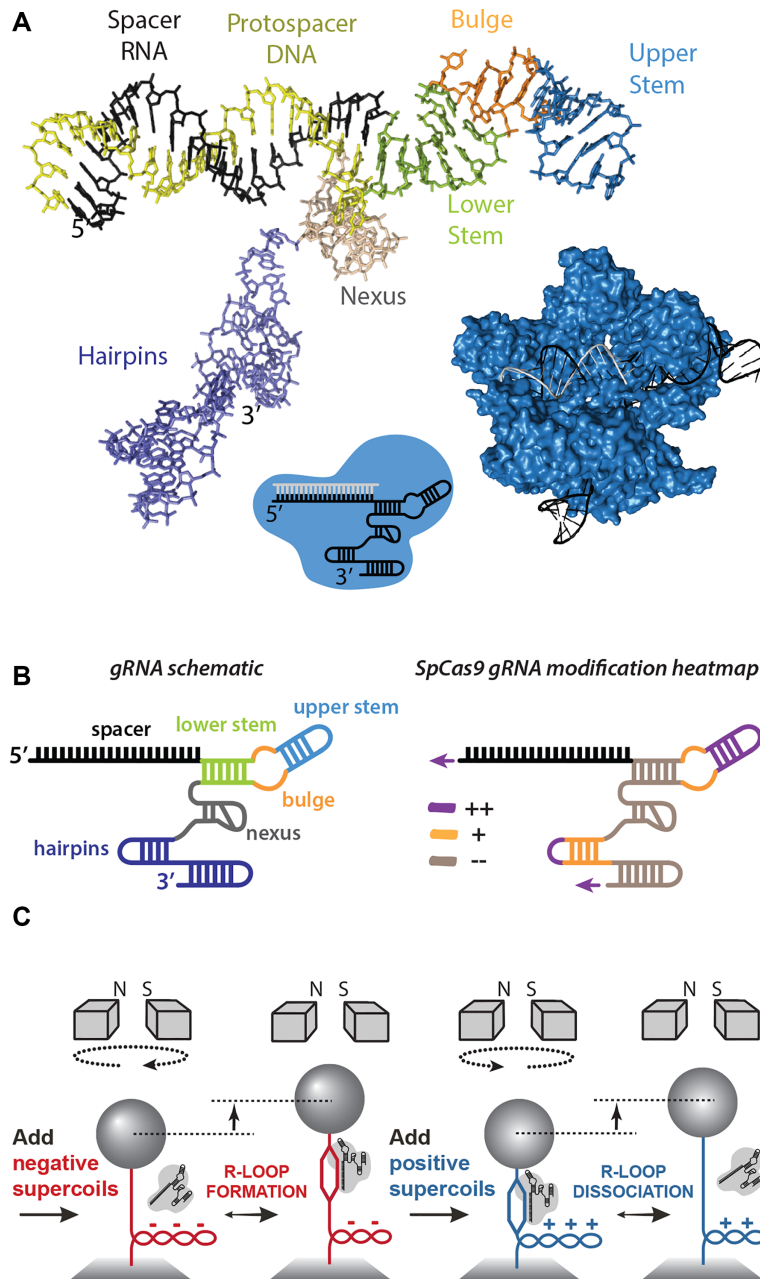 A
Spacer
RNA
Protospacer
DNA
Bulge
Upper
Stem
5′
Lower
Stem
Nexus
Hairpins
3′
5′
3′
B
gRNA schematic
SpCas9 gRNA modification heatmap
upper stem
lower stem
spacer
5′
bulge
nexus
hairpins
3′
++
+
--
C
N S
N S
N S
N S
Add
negative
supercoils
R-LOOP
FORMATION
- - -
- -
Add
positive
supercoils
R-LOOP
DISSOCIATION
+ + +
+ +